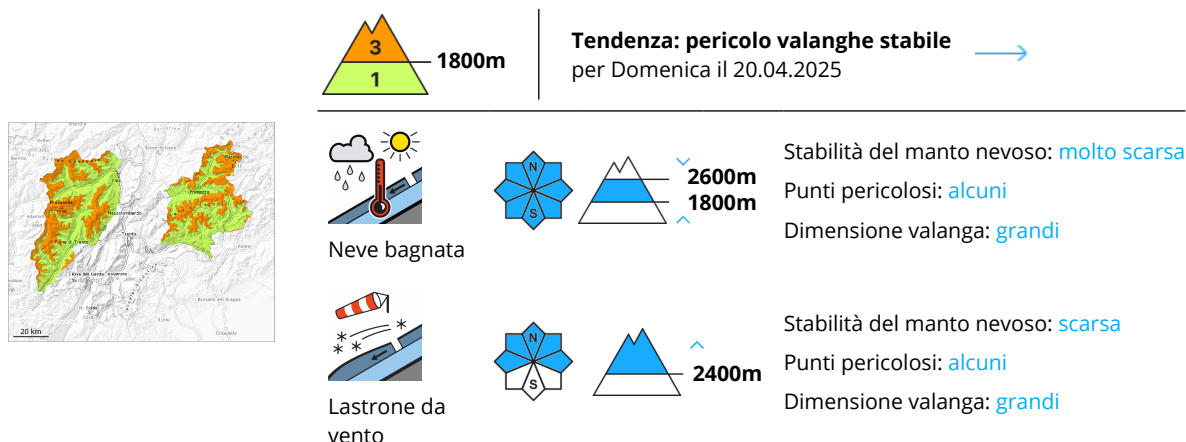 3
1
1800m
Tendenza: pericolo valanghe stabile
per Domenica il 20.04.2025
Trento
20 km
Neve bagnata
N
S
2600m
1800m
Stabilità del manto nevoso: molto scarsa
Punti pericolosi: alcuni
Dimensione valanga: grandi
Lastrone da
vento
N
S
2400m
Stabilità del manto nevoso: scarsa
Punti pericolosi: alcuni
Dimensione valanga: grandi